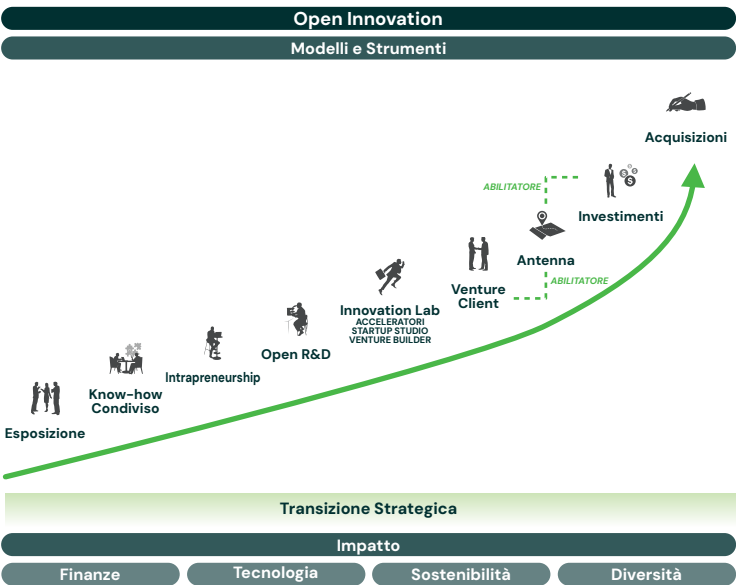 Open Innovation
Modelli e Strumenti
Acquisizioni
ABILITATORE
Investimenti
Antenna
ABILITATORE
Venture
Client
Innovation Lab
ACCELERATORI
STARTUP STUDIO
VENTURE BUILDER
Open R&D
Intrapreneurship
Know-how
Condiviso
Esposizione
Transizione Strategica
Impatto
Finanze
Tecnologia
Sostenibilità
Diversità